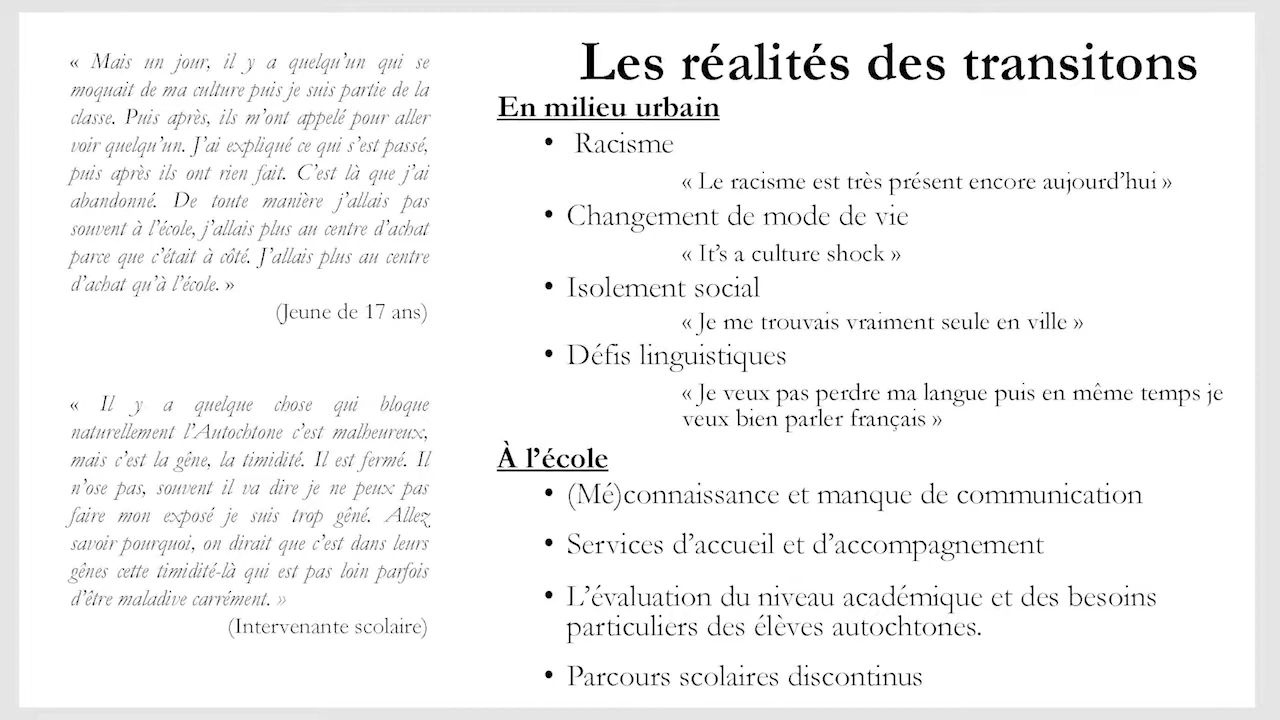 « Mais un jour, il y a quelqu'un qui se
moquait de ma culture puis je suis partie de la
classe. Puis après, ils m'ont appelé pour aller
voir quelqu'un. J'ai expliqué ce qui s'est passé,
puis après ils ont rien fait. C'est là que j'ai
abandonné. De toute manière j'allais pas
souvent à l'école, j'allais plus au centre d'achat
parce que c'était à côté. J'allais plus au centre
d'achat qu'à l'école. »
(Jeune de 17 ans)
« Il y a quelque chose qui bloque
naturellement l'Autochtone c'est malheureux,
mais c'est la gêne, la timidité. Il est fermé. Il
n'ose pas, souvent il va dire je ne peux pas
faire mon exposé je suis trop gêné. Allez
savoir pourquoi, on dirait que c'est dans leurs
gênes cette timidité-là qui est pas loin parfois
d'être maladive carrément. »
(Intervenante scolaire)
Les réalités des transitons
En milieu urbain
• Racisme
« Le racisme est très présent encore aujourd'hui »
• Changement de mode de vie
« It's a culture shock »
• Isolement social
« Je me trouvais vraiment seule en ville »
• Défis linguistiques
« Je veux pas perdre ma langue puis en même temps je
veux bien parler français »
À l'école
• (Mé)connaissance et manque de communication
• Services d'accueil et d'accompagnement
• L'évaluation du niveau académique et des besoins
particuliers des élèves autochtones.
• Parcours scolaires discontinus